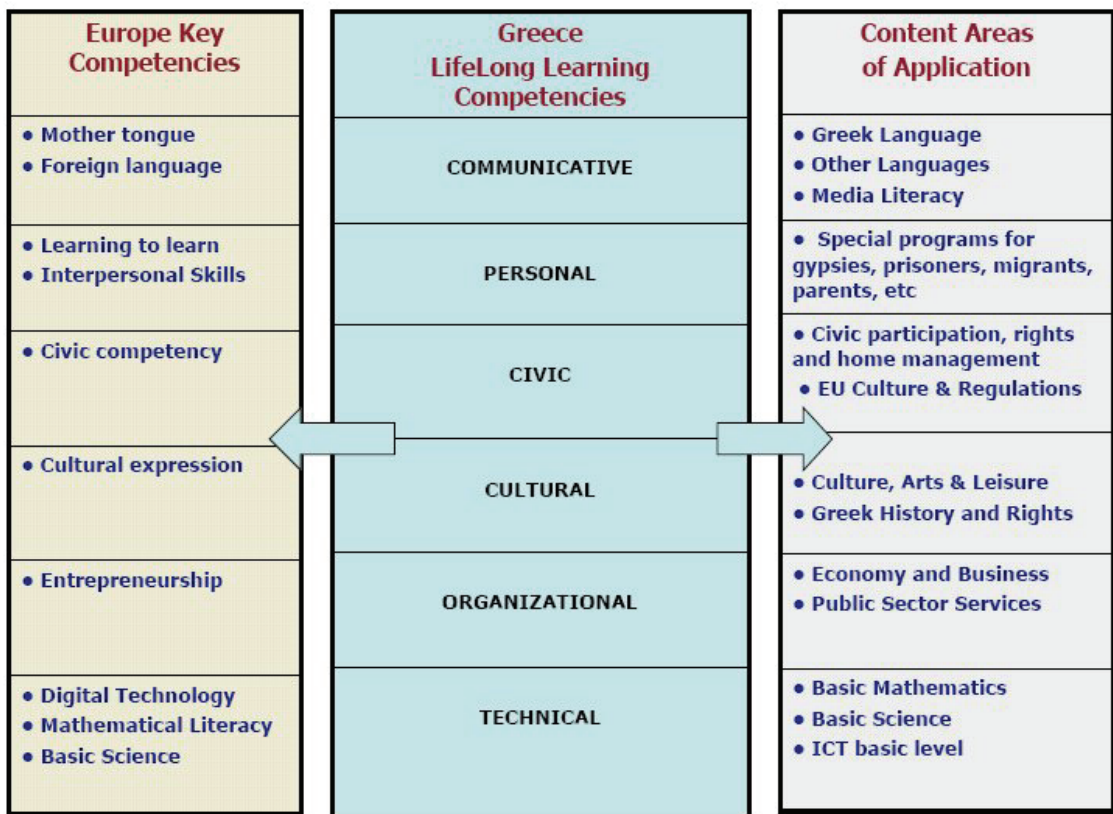 Europe Key
Competencies
● Mother tongue
● Foreign language
● Learning to learn
● Interpersonal Skills
● Civic competency
● Cultural expression
● Entrepreneurship
● Digital Technology
● Mathematical Literacy
● Basic Science
Greece
LifeLong Learning
Competencies
COMMUNICATIVE
PERSONAL
CIVIC
CULTURAL
ORGANIZATIONAL
TECHNICAL
Content Areas
of Application
● Greek Language
● Other Languages
● Media Literacy
● Special programs for
gypsies, prisoners, migrants,
parents, etc
● Civic participation, rights
and home management
● EU Culture & Regulations
● Culture, Arts & Leisure
● Greek History and Rights
● Economy and Business
● Public Sector Services
● Basic Mathematics
● Basic Science
● ICT basic level